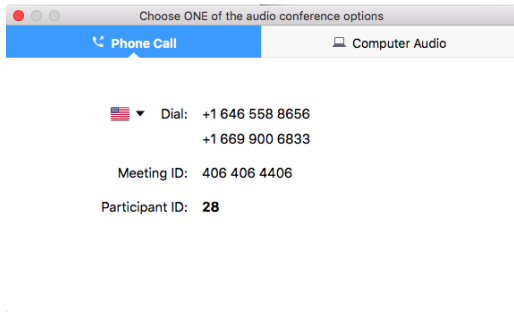 Choose ONE of the audio conference options
Phone Call
Computer Audio
Dial: +1 646 558 8656
+1 669 900 6833
Meeting ID: 406 406 4406
Participant ID: 28